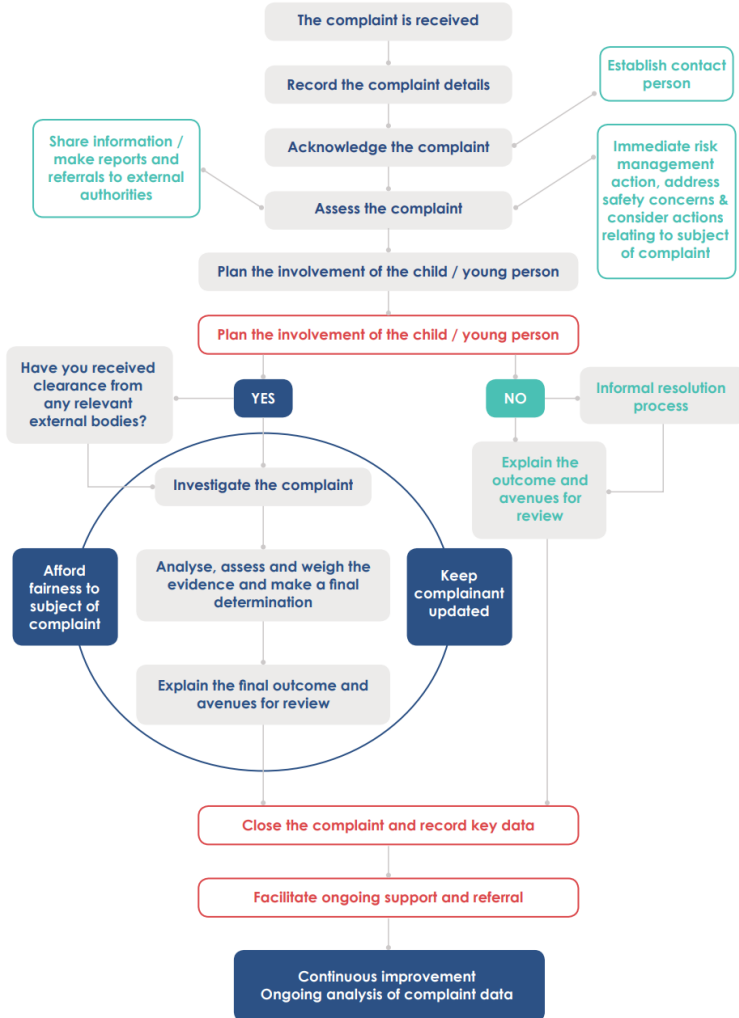 The complaint is received
Record the complaint details
Establish contact
person
Acknowledge the complaint
Share information /
make reports and
referrals to external
authorities
Immediate risk
management
action, address
safety concerns &
consider actions
relating to subject
of complaint
Assess the complaint
Plan the involvement of the child / young person
Plan the involvement of the child / young person
Have you received
clearance from
any relevant
external bodies?
YES
NO
Informal resolution
process
Investigate the complaint
Explain the
outcome and
avenues for
review
Afford
fairness to
subject of
complaint
Analyse, assess and weigh the
evidence and make a final
determination
Keep
complainant
updated
Explain the final outcome and
avenues for review
Close the complaint and record key data
Facilitate ongoing support and referral
Continuous improvement
Ongoing analysis of complaint data